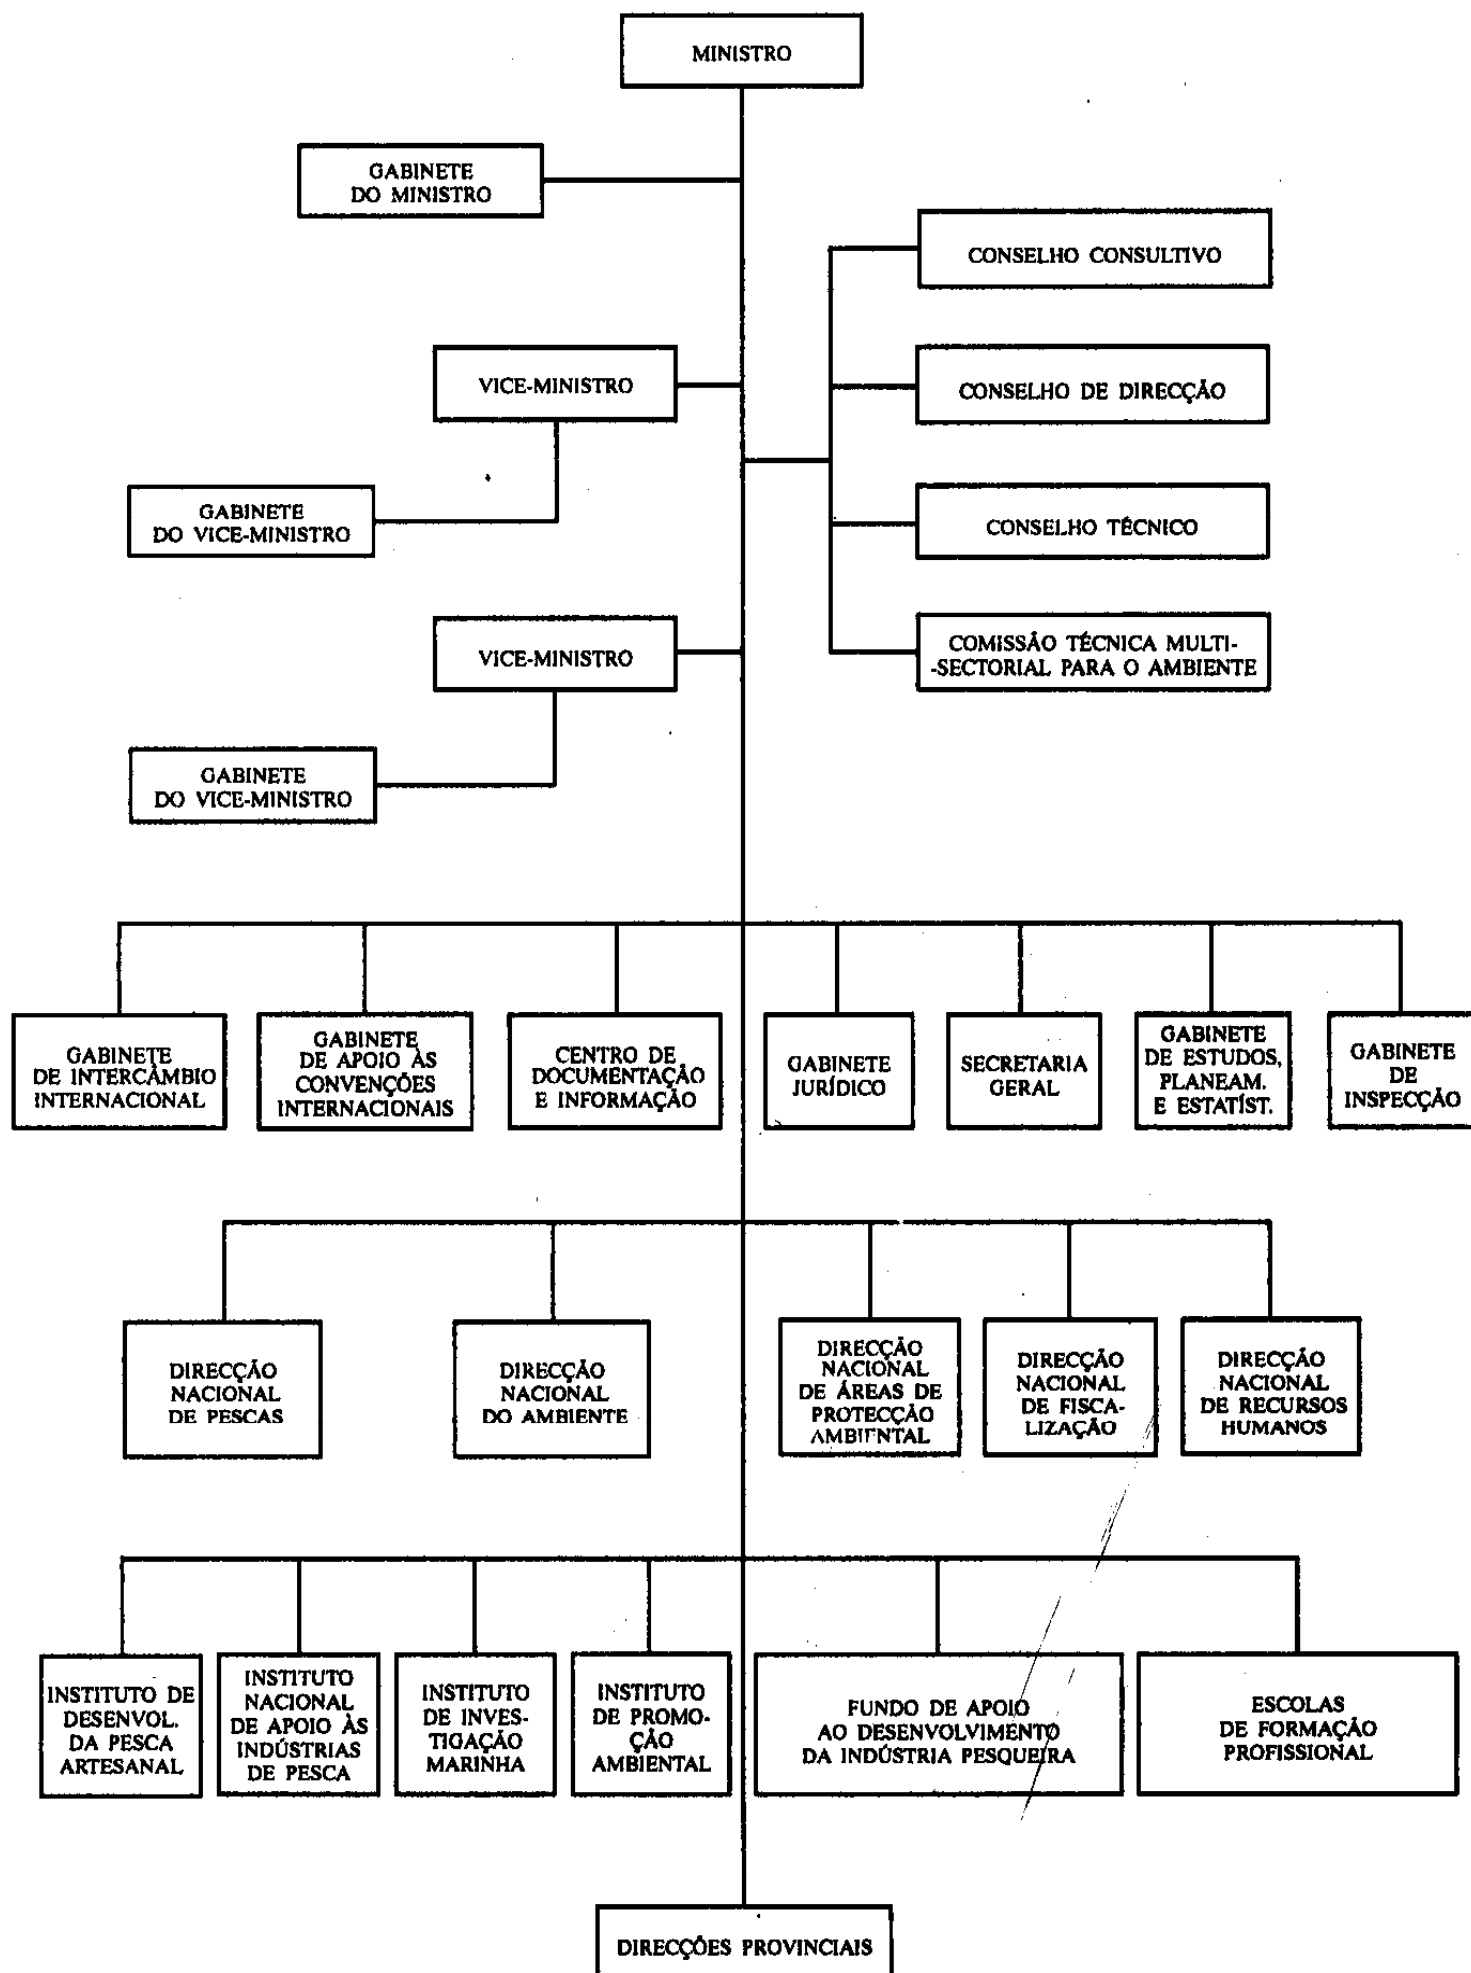 MINISTRO
GABINETE
DO MINISTRO
CONSELHO CONSULTIVO
VICE-MINISTRO
CONSELHO DE DIRECÇÃO
GABINETE
DO VICE-MINISTRO
CONSELHO TÉCNICO
VICE-MINISTRO
COMISSÃO TÉCNICA MULTI-
-SECTORIAL PARA O AMBIENTE
GABINETE
DO VICE-MINISTRO
GABINETE
DE INTERCÂMBIO
INTERNACIONAL
GABINETE
DE APOIO ÀS
CONVENÇÕES
INTERNACIONAIS
CENTRO DE
DOCUMENTAÇÃO
E INFORMAÇÃO
GABINETE
JURÍDICO
SECRETARIA
GERAL
GABINETE
DE ESTUDOS,
PLANEAM.
E ESTATÍST.
GABINETE
DE
INSPECÇÃO
DIRECÇÃO
NACIONAL
DE PESCAS
DIRECÇÃO
NACIONAL
DO AMBIENTE
DIRECÇÃO
NACIONAL
DE ÁREAS DE
PROTECÇÃO
AMBIENTAL
DIRECÇÃO
NACIONAL
DE FISCA-
LIZAÇÃO
DIRECÇÃO
NACIONAL
DE RECURSOS
HUMANOS
INSTITUTO DE
DESENVOL.
DA PESCA
ARTESANAL
INSTITUTO
NACIONAL
DE APOIO ÀS
INDÚSTRIAS
DE PESCA
INSTITUTO
DE INVES-
TIGAÇÃO
MARINHA
INSTITUTO
DE PROMO-
ÇÃO
AMBIENTAL
FUNDO DE APOIO
AO DESENVOLVIMENTO
DA INDÚSTRIA PESQUEIRA
ESCOLAS
DE FORMAÇÃO
PROFISSIONAL
DIRECÇÕES PROVINCIAIS